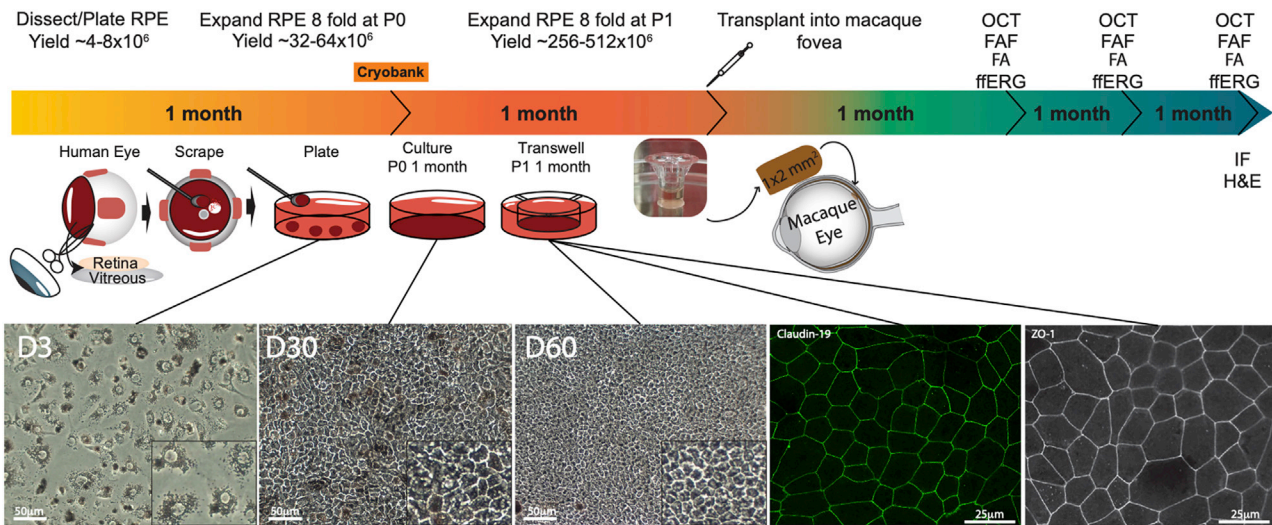 Dissect/Plate RPE
Yield ~4-8x10⁶
Expand RPE 8 fold at P0
Yield ~32-64x10⁶
Expand RPE 8 fold at P1
Yield ~256-512x10⁶
Transplant into macaque
fovea
OCT
FAF
FA
ffERG
OCT
FAF
FA
ffERG
OCT
FAF
FA
ffERG
Cryobank
1 month
1 month
1 month
1 month
1 month
Human Eye
Scrape
Plate
Culture
P0 1 month
Transwell
P1 1 month
1x2 mm²
IF
H&E
Macaque
Eye
Retina
Vitreous
D3
50µm
D30
50µm
D60
50µm
Claudin-19
25µm
ZO-1
25µm